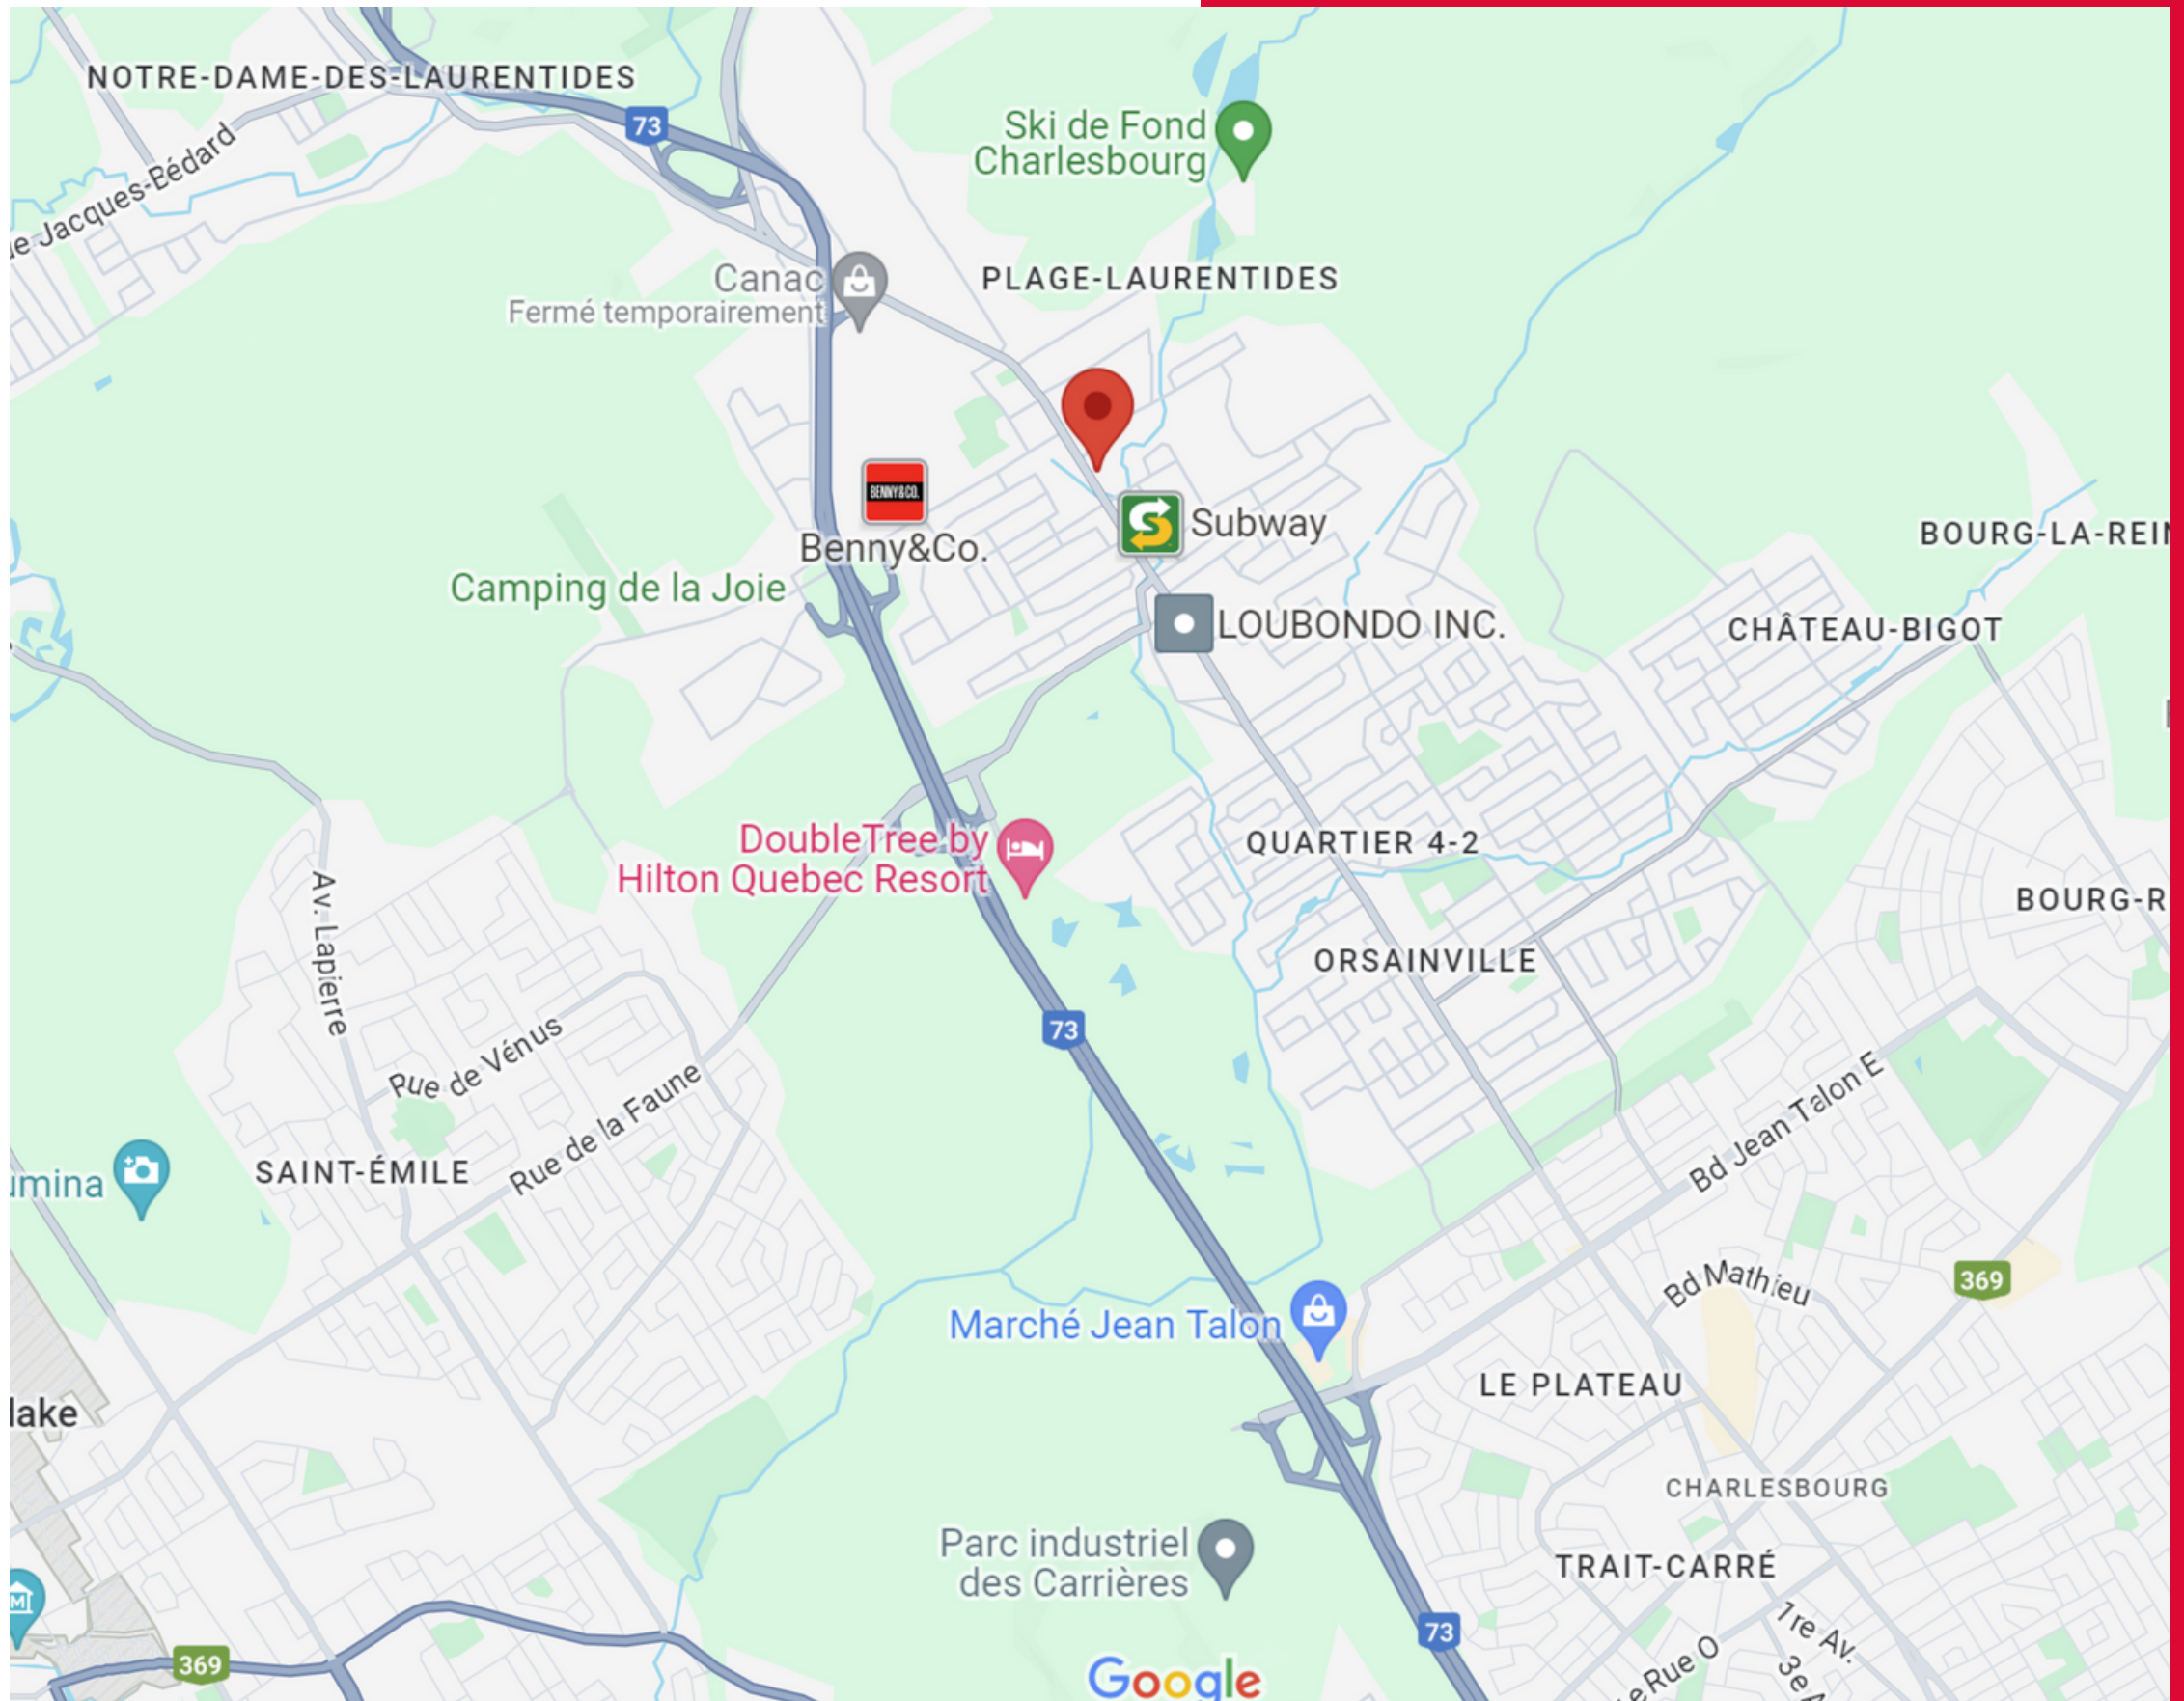 NOTRE-DAME-DES-LAURENTIDES
73
Ski de Fond
Charlesbourg
Jacques-Bédard
Canac
Fermé temporairement
PLAGE-LAURENTIDES
BENNY&CO.
Benny&Co.
Subway
Camping de la Joie
LOUBONDO INC.
BOURG-LA-REIN
CHÂTEAU-BIGOT
DoubleTree by
Hilton Quebec Resort
QUARTIER 4-2
BOURG-R
Av. Lapierre
ORSAINVILLE
73
Rue de Vénus
Rue de la Faune
Bd Jean Talon E
SAINT-ÉMILE
umina
Bd Mathieu
369
Marché Jean Talon
LE PLATEAU
lake
CHARLESBOURG
Parc industriel
des Carrières
TRAIT-CARRÉ
1re Av.
M
73
369
Rue O
3e A
Google